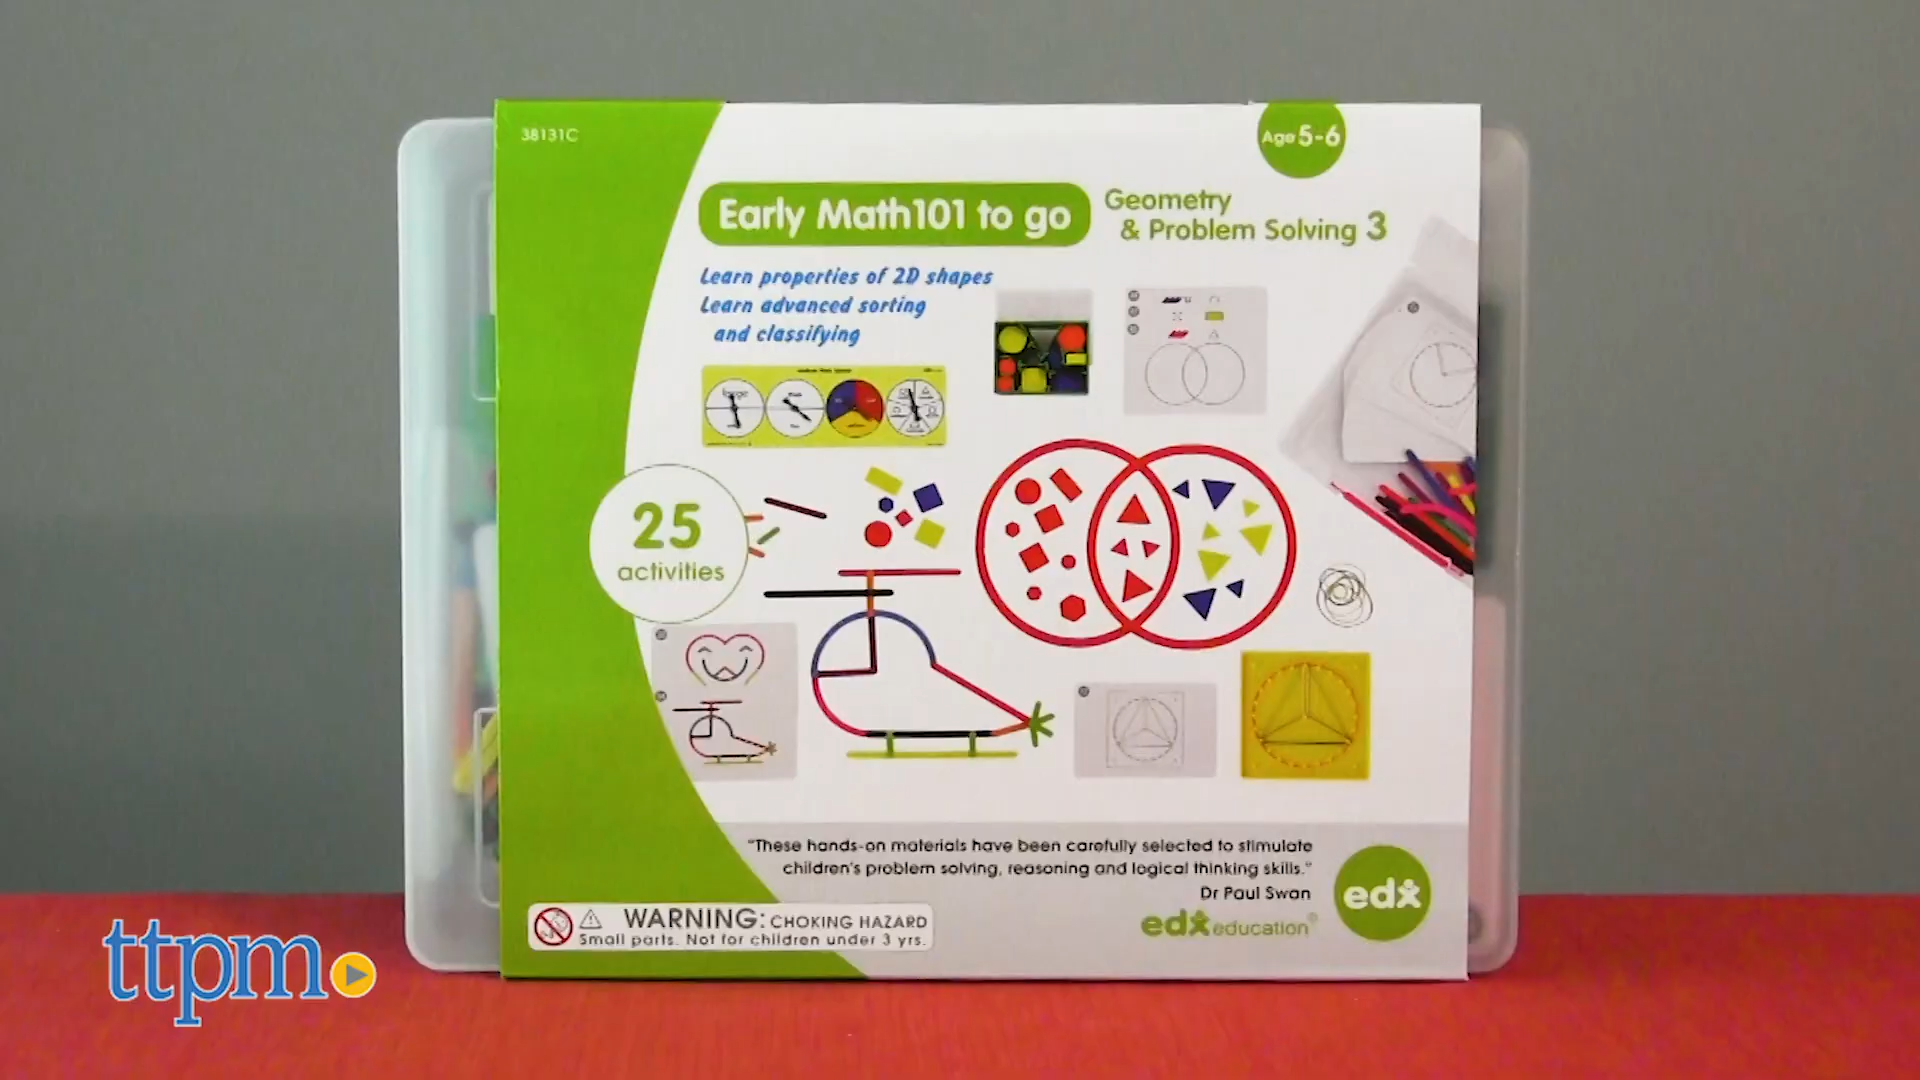 38131C
Age 5-6
Early Math101 to go
Geometry
& Problem Solving 3
Learn properties of 2D shapes
Learn advanced sorting
and classifying
25
activities
"These hands-on materials have been carefully selected to stimulate
children's problem solving, reasoning and logical thinking skills."
Dr Paul Swan
edx
edx education®
WARNING: CHOKING HAZARD
Small parts. Not for children under 3 yrs.
ttpm